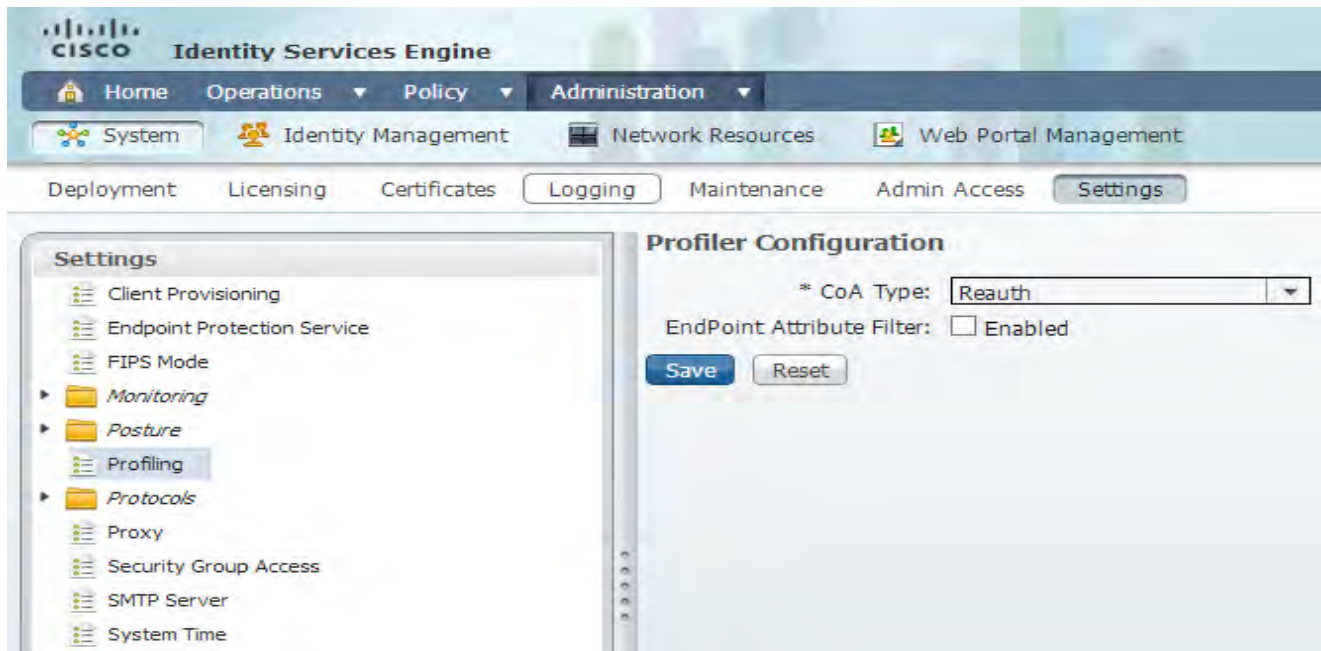 CISCO Identity Services Engine
Home Operations Policy Administration
System Identity Management Network Resources Web Portal Management
Deployment Licensing Certificates Logging Maintenance Admin Access Settings
Settings
Client Provisioning
Endpoint Protection Service
FIPS Mode
Monitoring
Posture
Profiling
Protocols
Proxy
Security Group Access
SMTP Server
System Time
Profiler Configuration
* CoA Type: Reauth
EndPoint Attribute Filter: Enabled
Save Reset